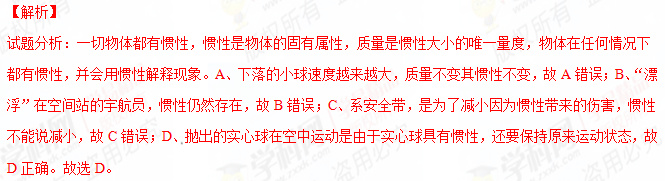 【解析】
试题分析：一切物体都有惯性，惯性是物体的固有属性，质量是惯性大小的唯一量度，物体在任何情况下
都有惯性，并会用惯性解释现象。A、下落的小球速度越来越大，质量不变其惯性不变，故 A 错误；B、“漂
浮”在空间站的宇航员，惯性仍然存在，故 B 错误；C、系安全带，是为了减小因为惯性带来的伤害，惯性
不能说减小，故 C 错误；D、抛出的实心球在空中运动是由于实心球具有惯性，还要保持原来运动状态，故
D 正确。故选 D。